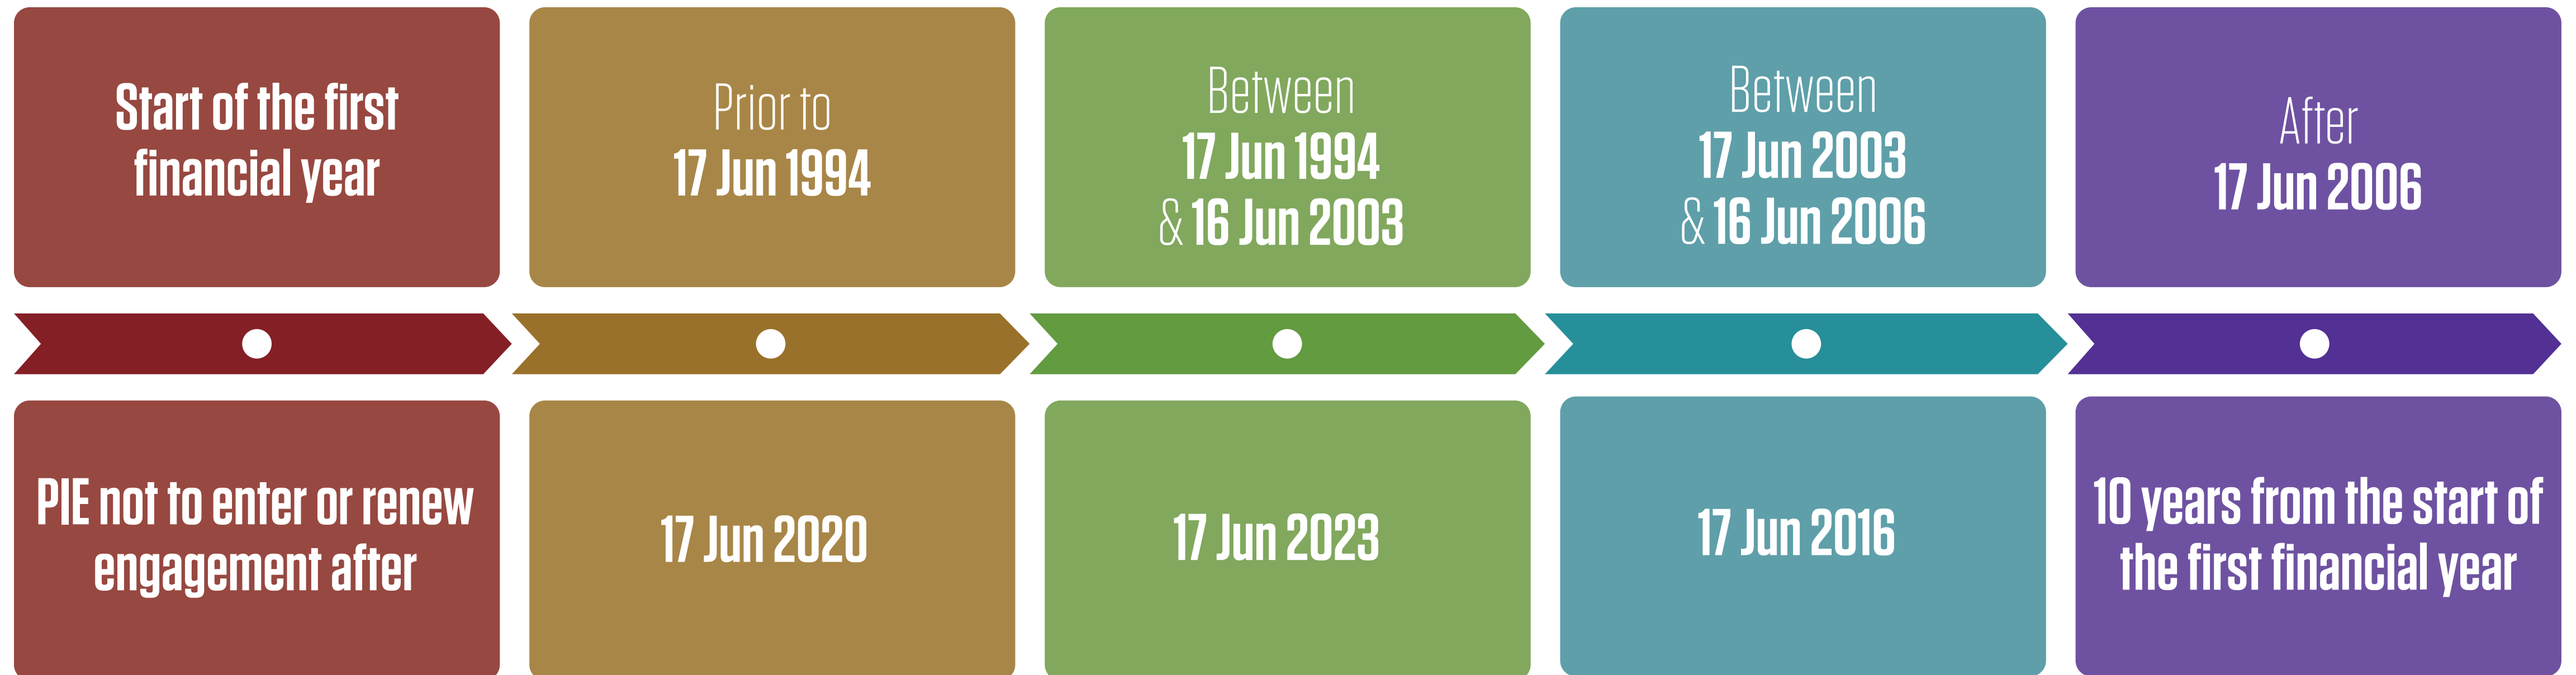 Start of the first
financial year
Prior to
17 Jun 1994
Between
17 Jun 1994
& 16 Jun 2003
Between
17 Jun 2003
& 16 Jun 2006
After
17 Jun 2006
PIE not to enter or renew
engagement after
17 Jun 2020
17 Jun 2023
17 Jun 2016
10 years from the start of
the first financial year